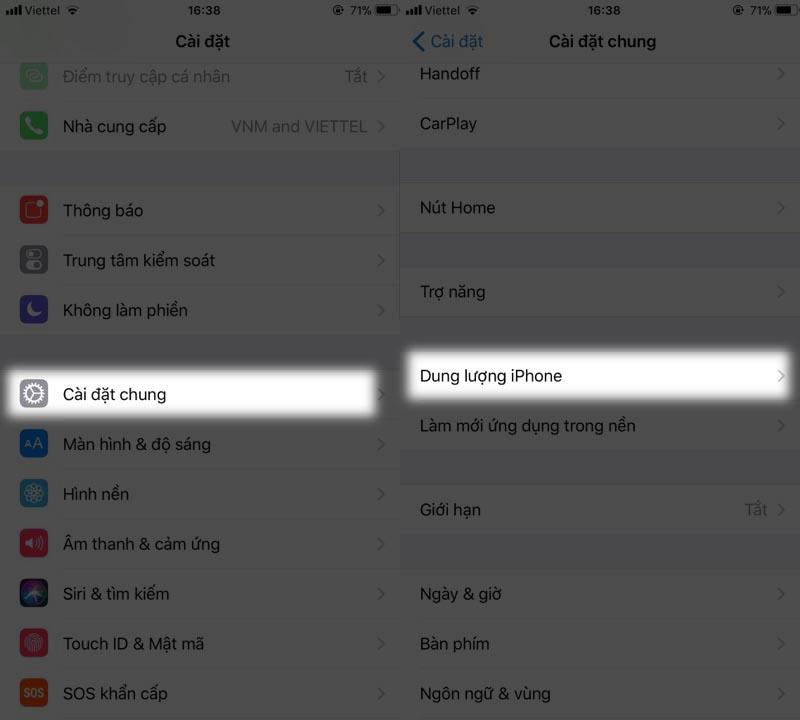 Viettel 16:38 71%
Cài đặt
Điểm truy cập cá nhân Tắt
Nhà cung cấp VNM and VIETTEL
Thông báo
Trung tâm kiểm soát
Không làm phiền
Cài đặt chung
AA Màn hình & độ sáng
Hình nền
Âm thanh & cảm ứng
Siri & tìm kiếm
Touch ID & Mật mã
SOS SOS khẩn cấp
Viettel 16:38 71%
Cài đặt Cài đặt chung
Handoff
CarPlay
Nút Home
Trợ năng
Dung lượng iPhone
Làm mới ứng dụng trong nền
Giới hạn Tắt
Ngày & giờ
Bàn phím
Ngôn ngữ & vùng